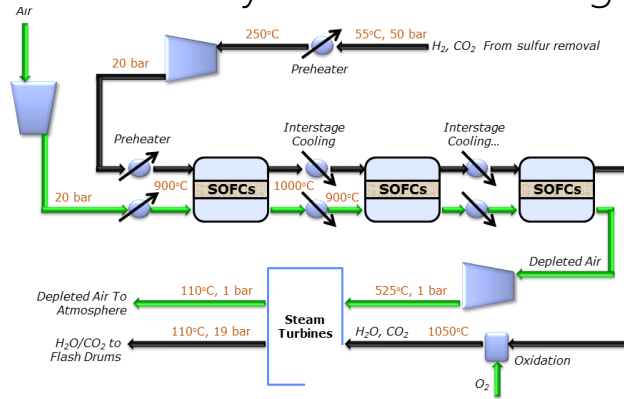 Air
250°C
55°C, 50 bar
H2, CO2 From sulfur removal
Preheater
20 bar
Preheater
Interstage
Cooling
Interstage
Cooling...
900°C
SOFCs
1000°C
SOFCs
SOFCs
20 bar
900°C
Depleted Air
110°C, 1 bar
525°C, 1 bar
Depleted Air To
Atmosphere
Steam
Turbines
110°C, 19 bar
H2O, CO2
1050°C
H2O/CO2 to
Flash Drums
Oxidation
O2